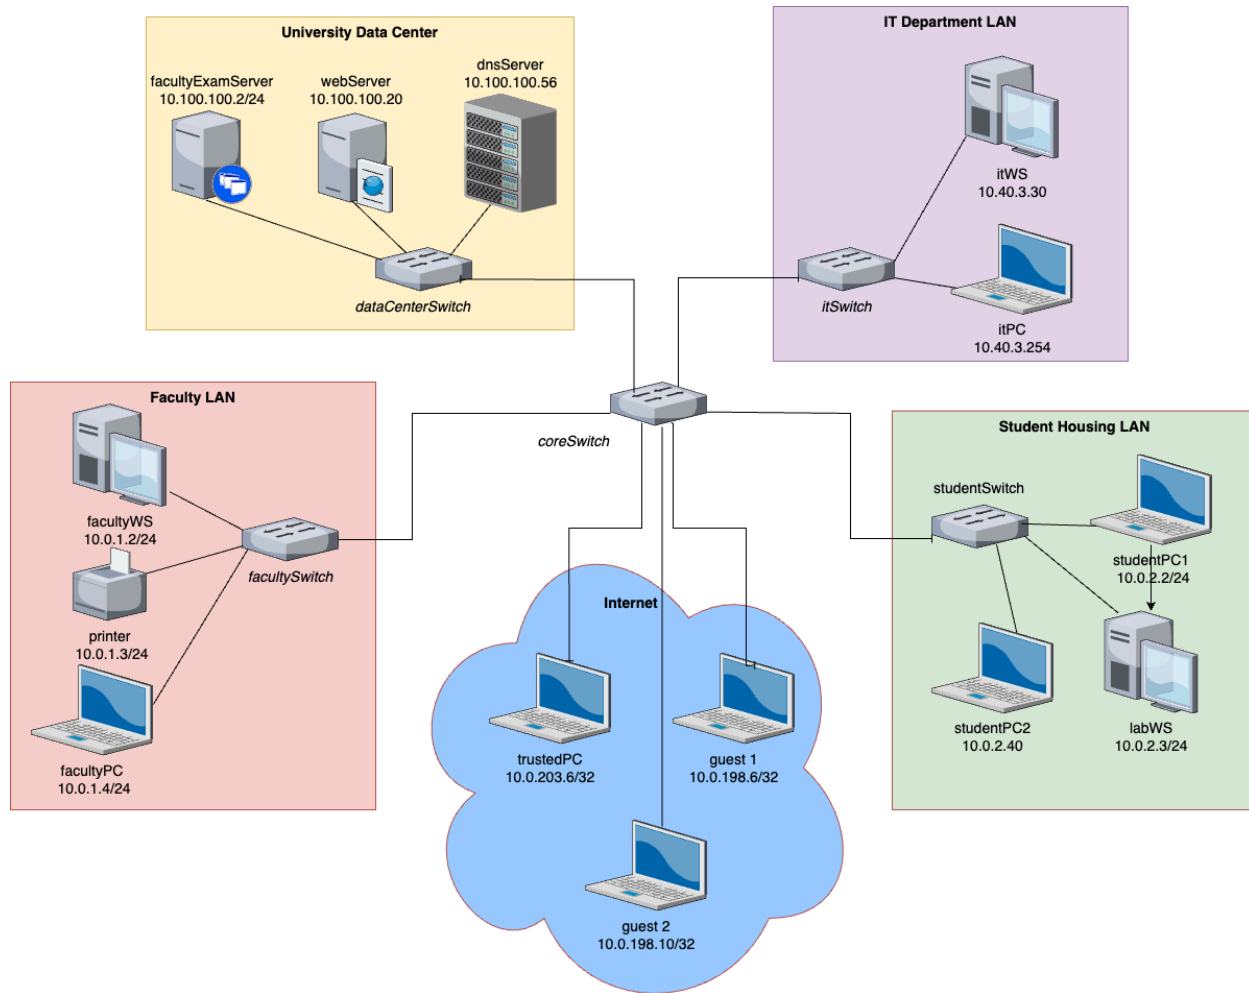 University Data Center
facultyExamServer
10.100.100.2/24
webServer
10.100.100.20
dnsServer
10.100.100.56
dataCenterSwitch
IT Department LAN
itWS
10.40.3.30
itSwitch
itPC
10.40.3.254
Faculty LAN
facultyWS
10.0.1.2/24
printer
10.0.1.3/24
facultyPC
10.0.1.4/24
facultySwitch
coreSwitch
Student Housing LAN
studentSwitch
studentPC1
10.0.2.2/24
studentPC2
10.0.2.40
labWS
10.0.2.3/24
Internet
trustedPC
10.0.203.6/32
guest 1
10.0.198.6/32
guest 2
10.0.198.10/32